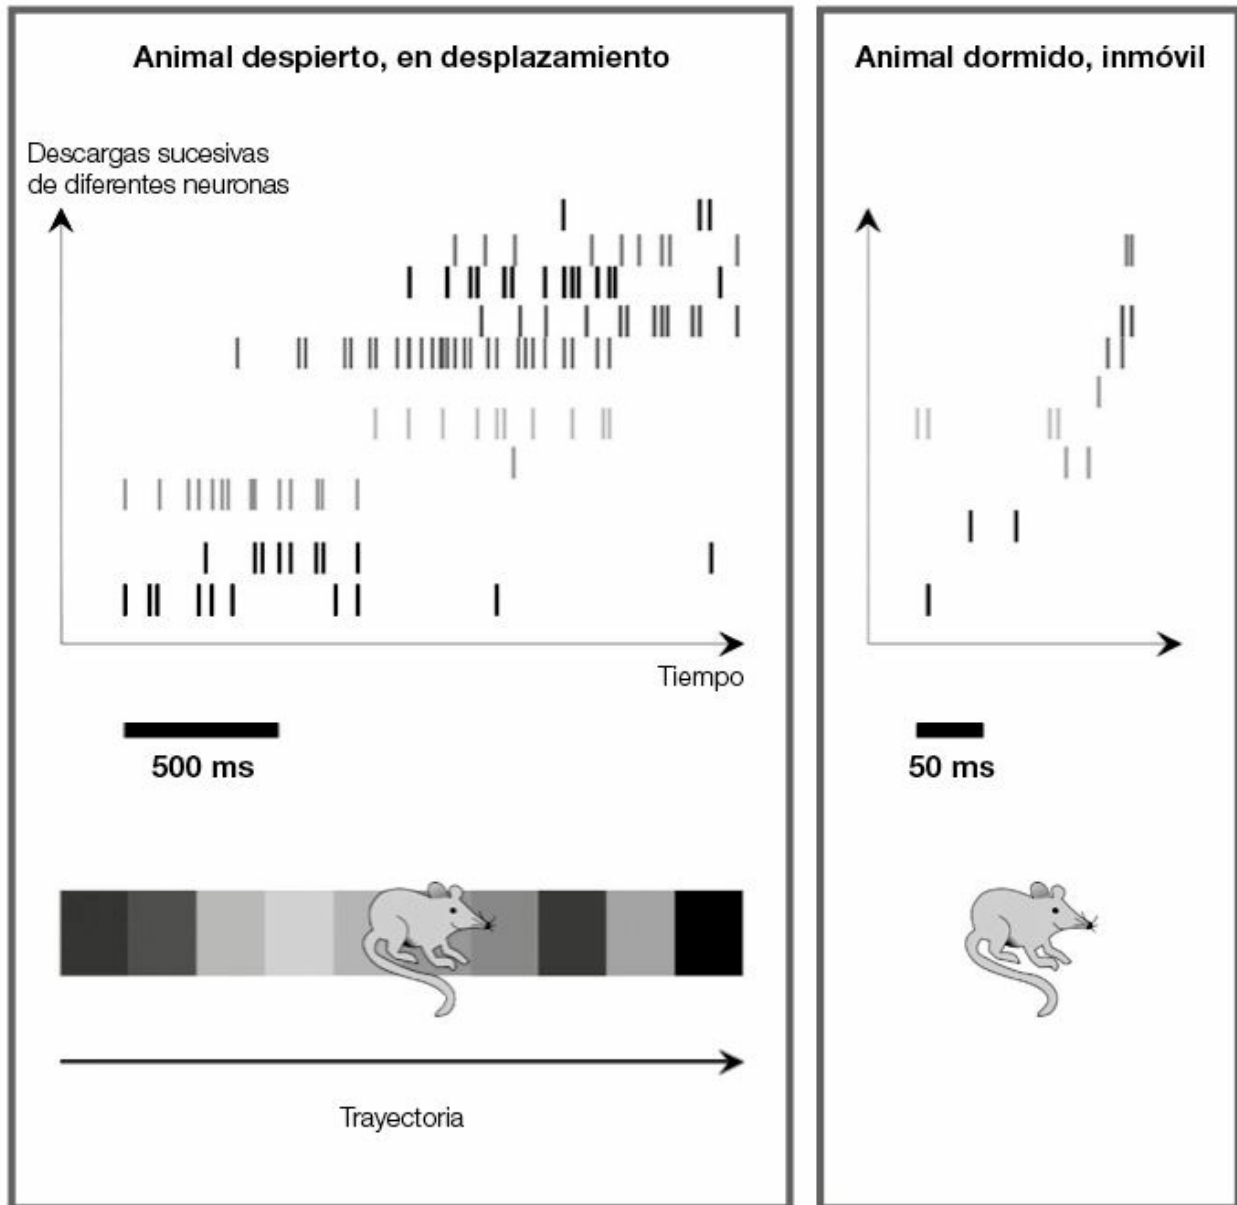 Animal despierto, en desplazamiento
Descargas sucesivas
de diferentes neuronas
Tiempo
500 ms
Trayectoria
Animal dormido, inmóvil
50 ms